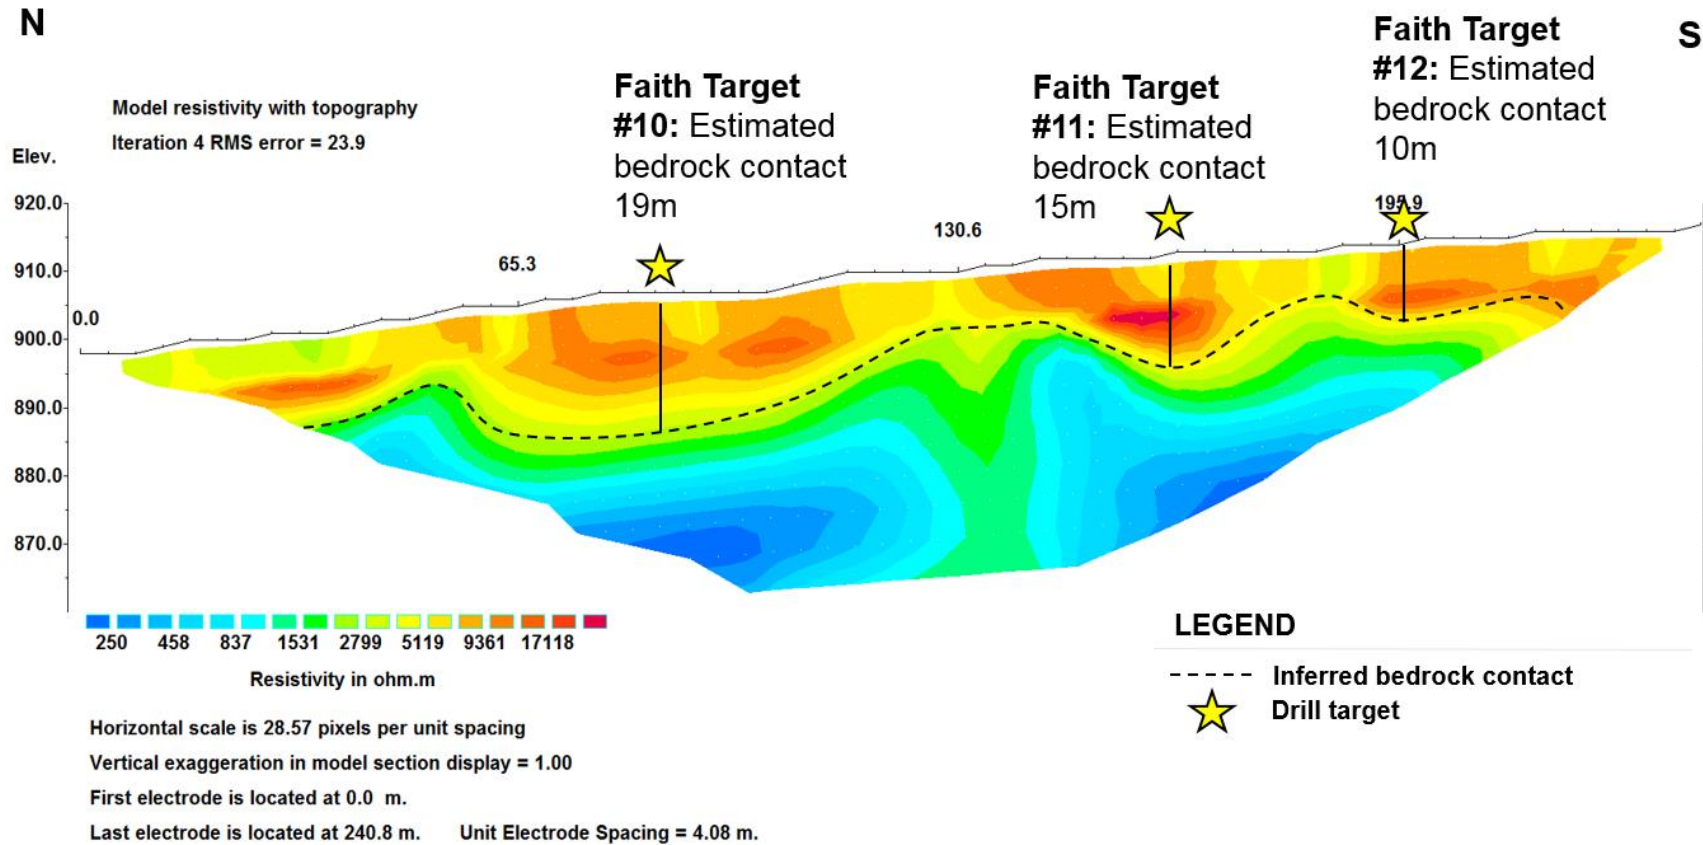 N
S
Model resistivity with topography
Iteration 4 RMS error = 23.9
Faith Target
#10: Estimated
bedrock contact
19m
Faith Target
#11: Estimated
bedrock contact
15m
Faith Target
#12: Estimated
bedrock contact
10m
Elev.
920.0
910.0
900.0
890.0
880.0
870.0
0.0
65.3
130.6
195.9
250 458 837 1531 2799 5119 9361 17118
Resistivity in ohm.m
LEGEND
Inferred bedrock contact
Drill target
Horizontal scale is 28.57 pixels per unit spacing
Vertical exaggeration in model section display = 1.00
First electrode is located at 0.0 m.
Last electrode is located at 240.8 m. Unit Electrode Spacing = 4.08 m.